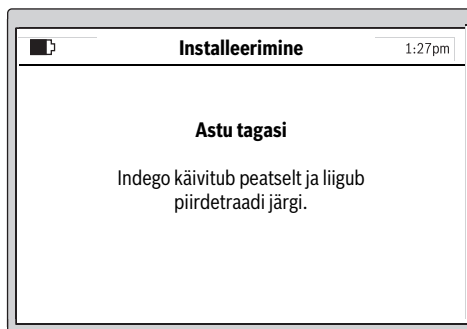 Installeerimine
1:27pm
Astu tagasi
Indego käivitub peatselt ja liigub
piirdetraadi järgi.